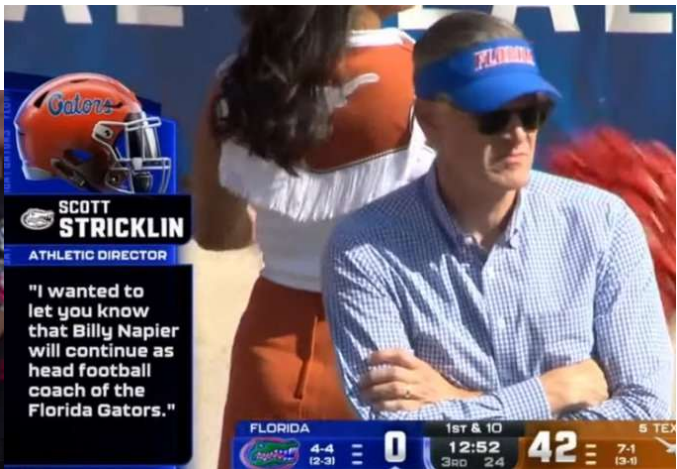 Gators
SCOTT
STRICKLIN
ATHLETIC DIRECTOR
"I wanted to
let you know
that Billy Napier
will continue as
head football
coach of the
Florida Gators."
FLORIDA
FLORIDA
4-4
(2-3)
0
1ST & 10
12:52
3RD 24
42
5 TEX
7-1
(3-1)